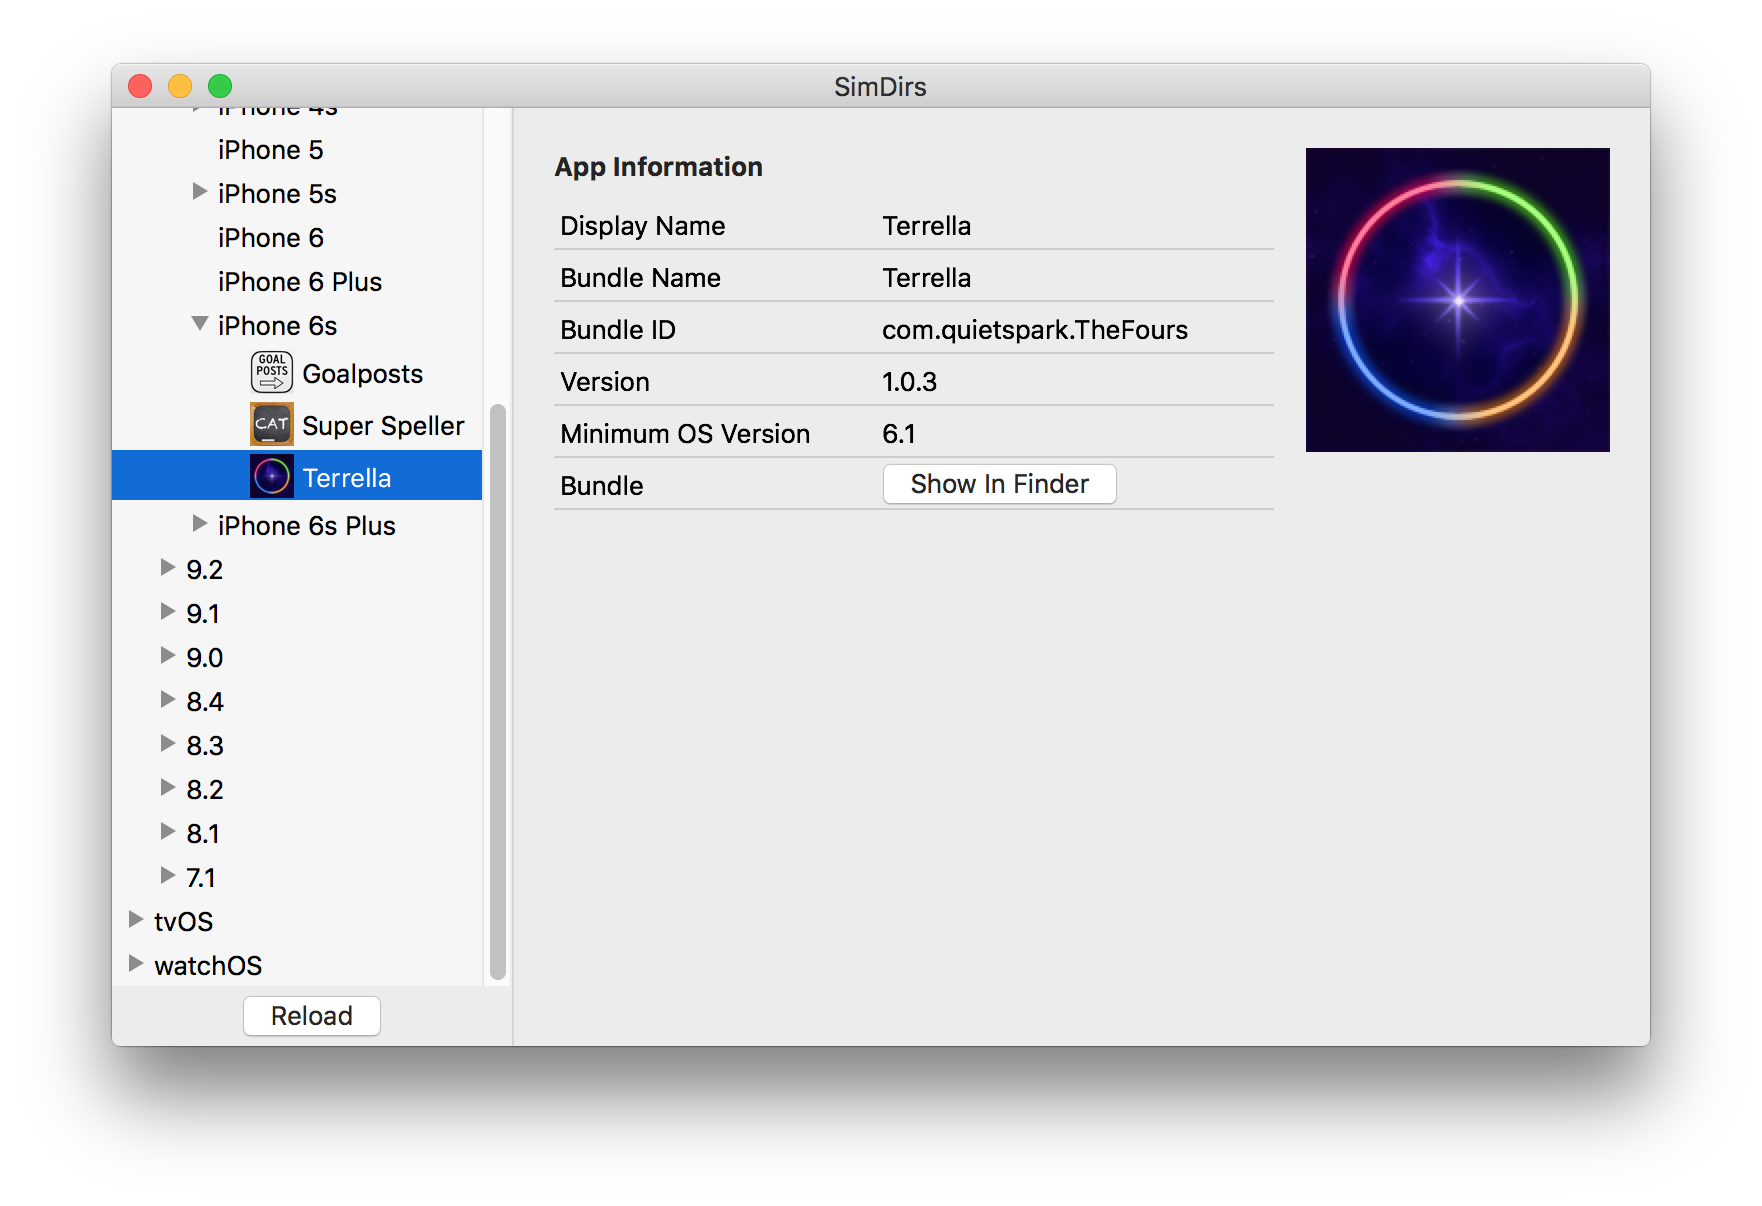 SimDirs
iPhone 4s
iPhone 5
iPhone 5s
iPhone 6
iPhone 6 Plus
iPhone 6s
GOAL
POSTS
Goalposts
CAT
Super Speller
Terrella
iPhone 6s Plus
9.2
9.1
9.0
8.4
8.3
8.2
8.1
7.1
tvOS
watchOS
Reload
App Information
Display Name Terrella
Bundle Name Terrella
Bundle ID com.quietspark.TheFours
Version 1.0.3
Minimum OS Version 6.1
Bundle Show In Finder